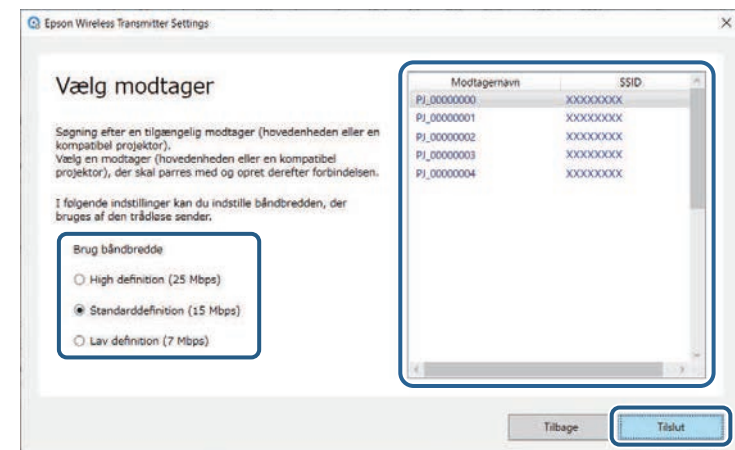 Epson Wireless Transmitter Settings
Vælg modtager
Søgning efter en tilgængelig modtager (hovedenheden eller en
kompatibel projektor).
Vælg en modtager (hovedenheden eller en kompatibel
projektor), der skal parres med og opret derefter forbindelsen.
I følgende indstillinger kan du indstille båndbredden, der
bruges af den trådløse sender.
Brug båndbredde
High definition (25 Mbps)
Standarddefinition (15 Mbps)
Lav definition (7 Mbps)
Modtagernavn SSID
PJ_00000000 XXXXXXXX
PJ_00000001 XXXXXXXX
PJ_00000002 XXXXXXXX
PJ_00000003 XXXXXXXX
PJ_00000004 XXXXXXXX
Tilbage Tilslut